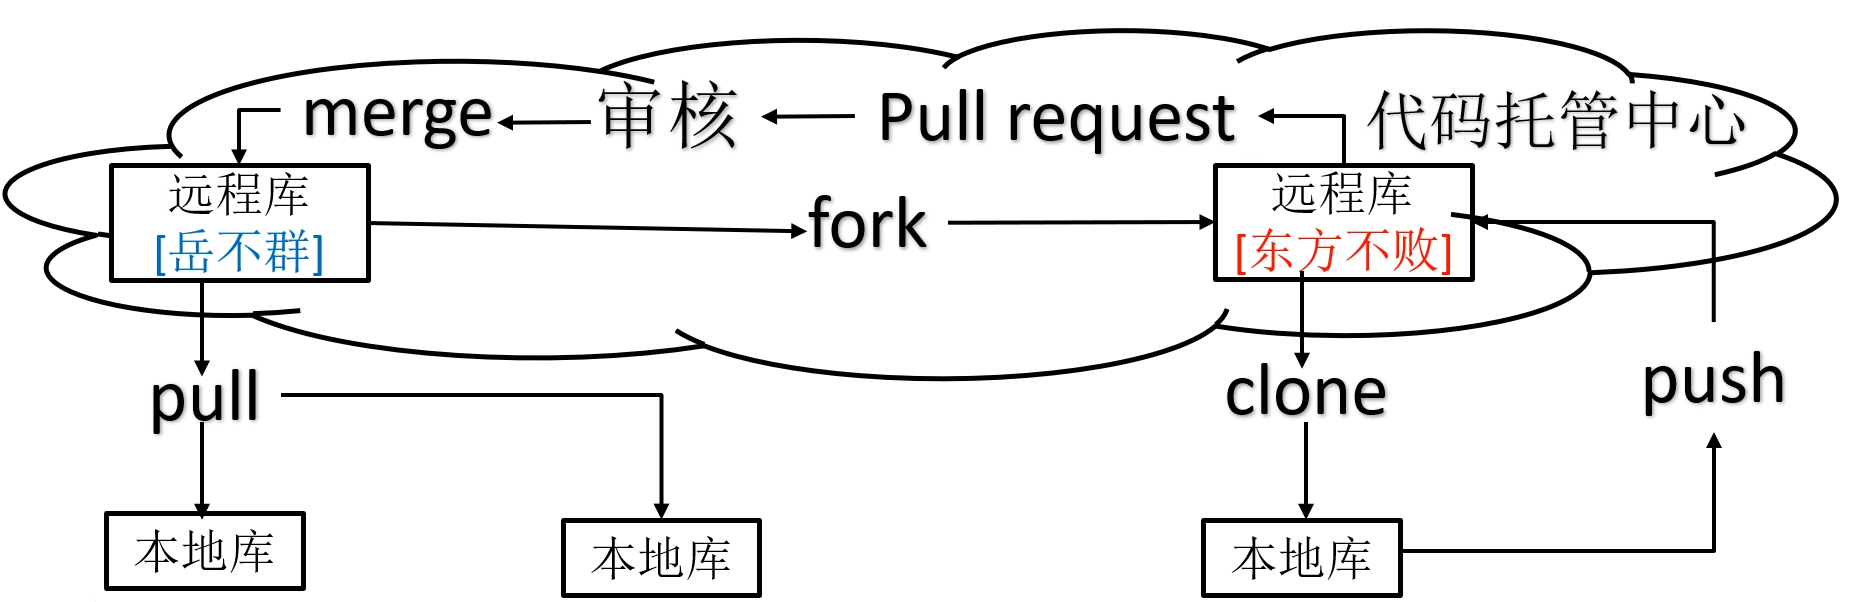 merge 审核 Pull request 代码托管中心
远程库
[岳不群]
fork
远程库
[东方不败]
pull
clone
push
本地库
本地库
本地库